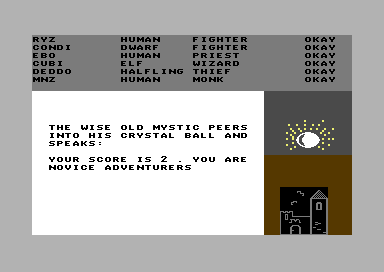 RYZ HUMAN FIGHTER OKAY
CONDI DWARF FIGHTER OKAY
EBO HUMAN PRIEST OKAY
CUBI ELF WIZARD OKAY
DEDDO HALFLING THIEF OKAY
MNZ HUMAN MONK OKAY
THE WISE OLD MYSTIC PEERS
INTO HIS CRYSTAL BALL AND
SPEAKS:
YOUR SCORE IS 2 . YOU ARE
NOVICE ADVENTURERS